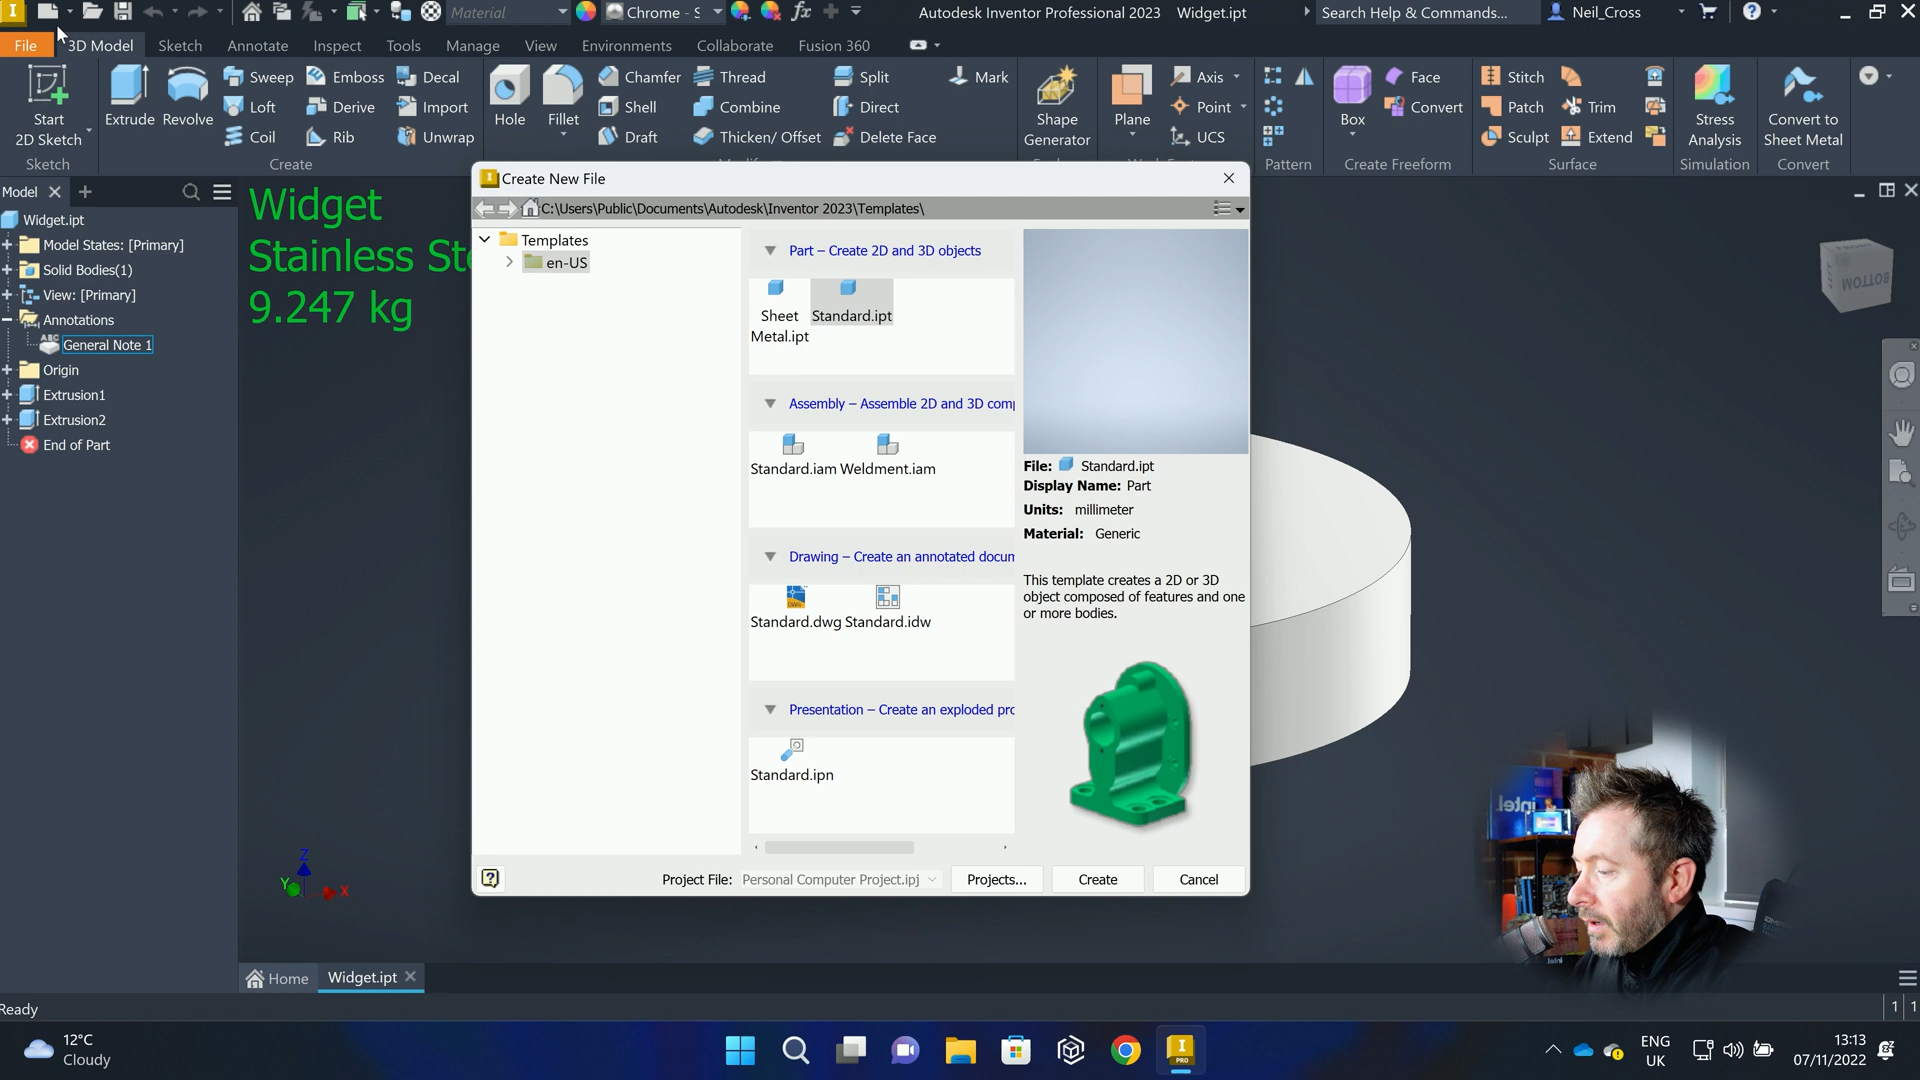 Material
Chrome - S
Autodesk Inventor Professional 2023 Widget.ipt
Search Help & Commands...
Neil_Cross
File
3D Model
Sketch
Annotate
Inspect
Tools
Manage
View
Environments
Collaborate
Fusion 360
Start
2D Sketch
Sketch
Extrude
Revolve
Sweep
Loft
Coil
Emboss
Derive
Rib
Decal
Import
Unwrap
Create
Hole
Fillet
Chamfer
Shell
Draft
Thread
Combine
Thicken/ Offset
Split
Direct
Delete Face
Mark
Shape
Generator
Plane
Axis
Point
UCS
Pattern
Box
Face
Convert
Create Freeform
Stitch
Patch
Sculpt
Trim
Extend
Surface
Stress
Analysis
Simulation
Convert to
Sheet Metal
Convert
Model
Widget.ipt
Model States: [Primary]
Solid Bodies(1)
View: [Primary]
Annotations
General Note 1
Origin
Extrusion1
Extrusion2
End of Part
Widget
Stainless Ste
9.247 kg
Create New File
C:\Users\Public\Documents\Autodesk\Inventor 2023\Templates\
Templates
en-US
Part – Create 2D and 3D objects
Sheet
Metal.ipt
Standard.ipt
Assembly – Assemble 2D and 3D comp
Standard.iam Weldment.iam
Drawing – Create an annotated docum
Standard.dwg Standard.idw
Presentation – Create an exploded pro
Standard.ipn
File: Standard.ipt
Display Name: Part
Units: millimeter
Material: Generic
This template creates a 2D or 3D
object composed of features and one
or more bodies.
Project File: Personal Computer Project.ipj
Projects...
Create
Cancel
BOTTOM
FRONT
LEFT
Z
Y
X
intel
Home
Widget.ipt
Ready
1 1
12°C
Cloudy
ENG
UK
13:13
07/11/2022